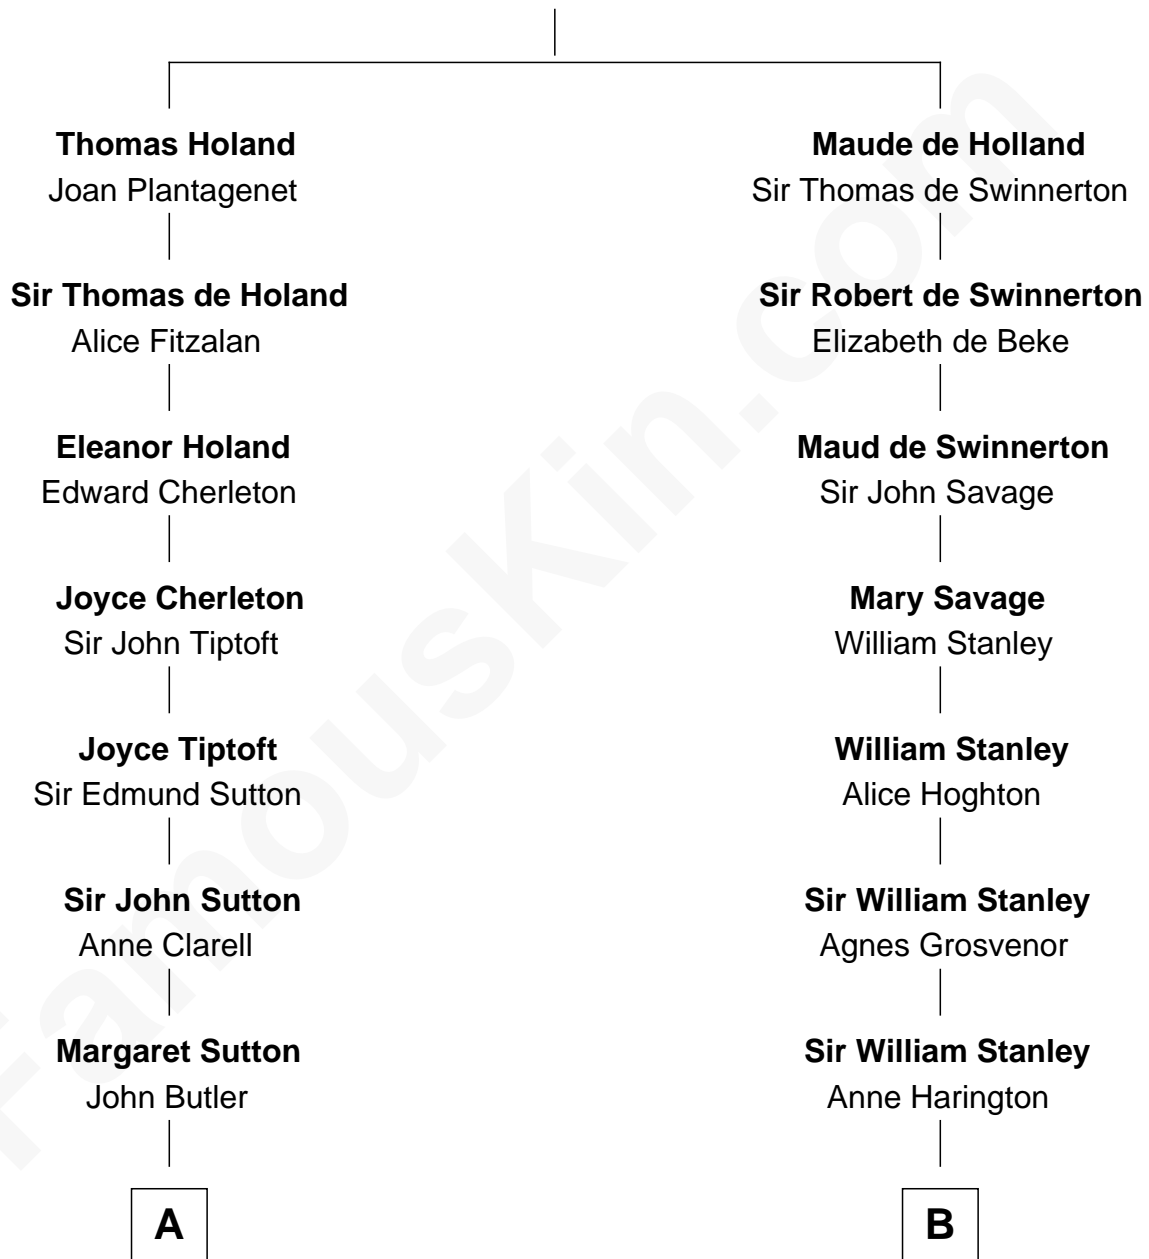 Thomas Holand
Joan Plantagenet
Sir Thomas de Holand
Alice Fitzalan
Eleanor Holand
Edward Cherleton
Joyce Cherleton
Sir John Tiptoft
Joyce Tiptoft
Sir Edmund Sutton
Sir John Sutton
Anne Clarell
Margaret Sutton
John Butler
A
Maude de Holland
Sir Thomas de Swinnerton
Sir Robert de Swinnerton
Elizabeth de Beke
Maud de Swinnerton
Sir John Savage
Mary Savage
William Stanley
William Stanley
Alice Hoghton
Sir William Stanley
Agnes Grosvenor
Sir William Stanley
Anne Harington
B
FamousKin.com